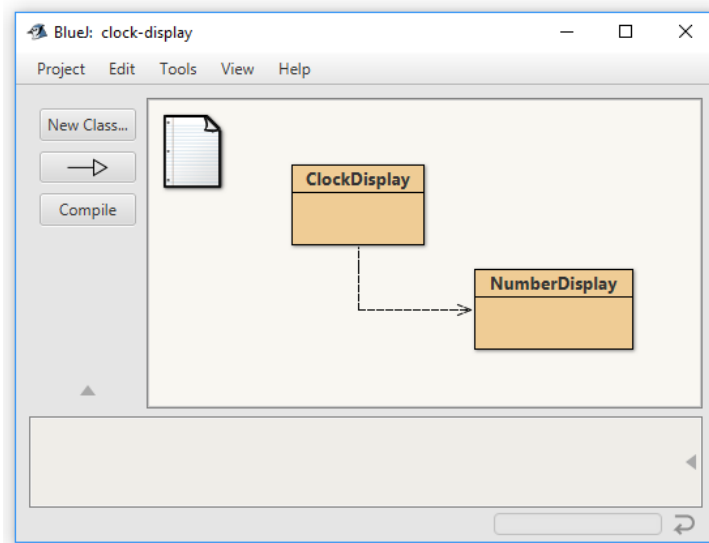 BlueJ: clock-display
Project Edit Tools View Help
New Class...
Compile
ClockDisplay
NumberDisplay